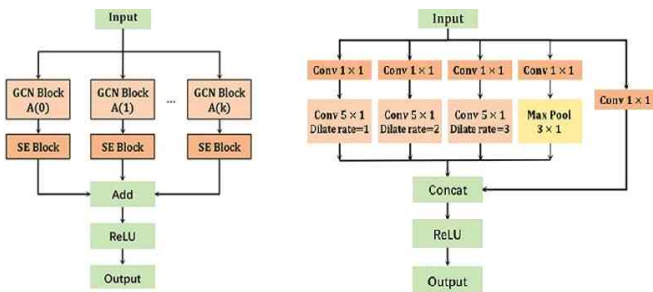 Input
GCN Block
A(0)
GCN Block
A(1)
...
GCN Block
A(k)
SE Block
SE Block
SE Block
Add
ReLU
Output
Input
Conv 1 × 1
Conv 1 × 1
Conv 1 × 1
Conv 1 × 1
Conv 1 × 1
Conv 5 × 1
Dilate rate=1
Conv 5 × 1
Dilate rate=2
Conv 5 × 1
Dilate rate=3
Max Pool
3 × 1
Concat
ReLU
Output